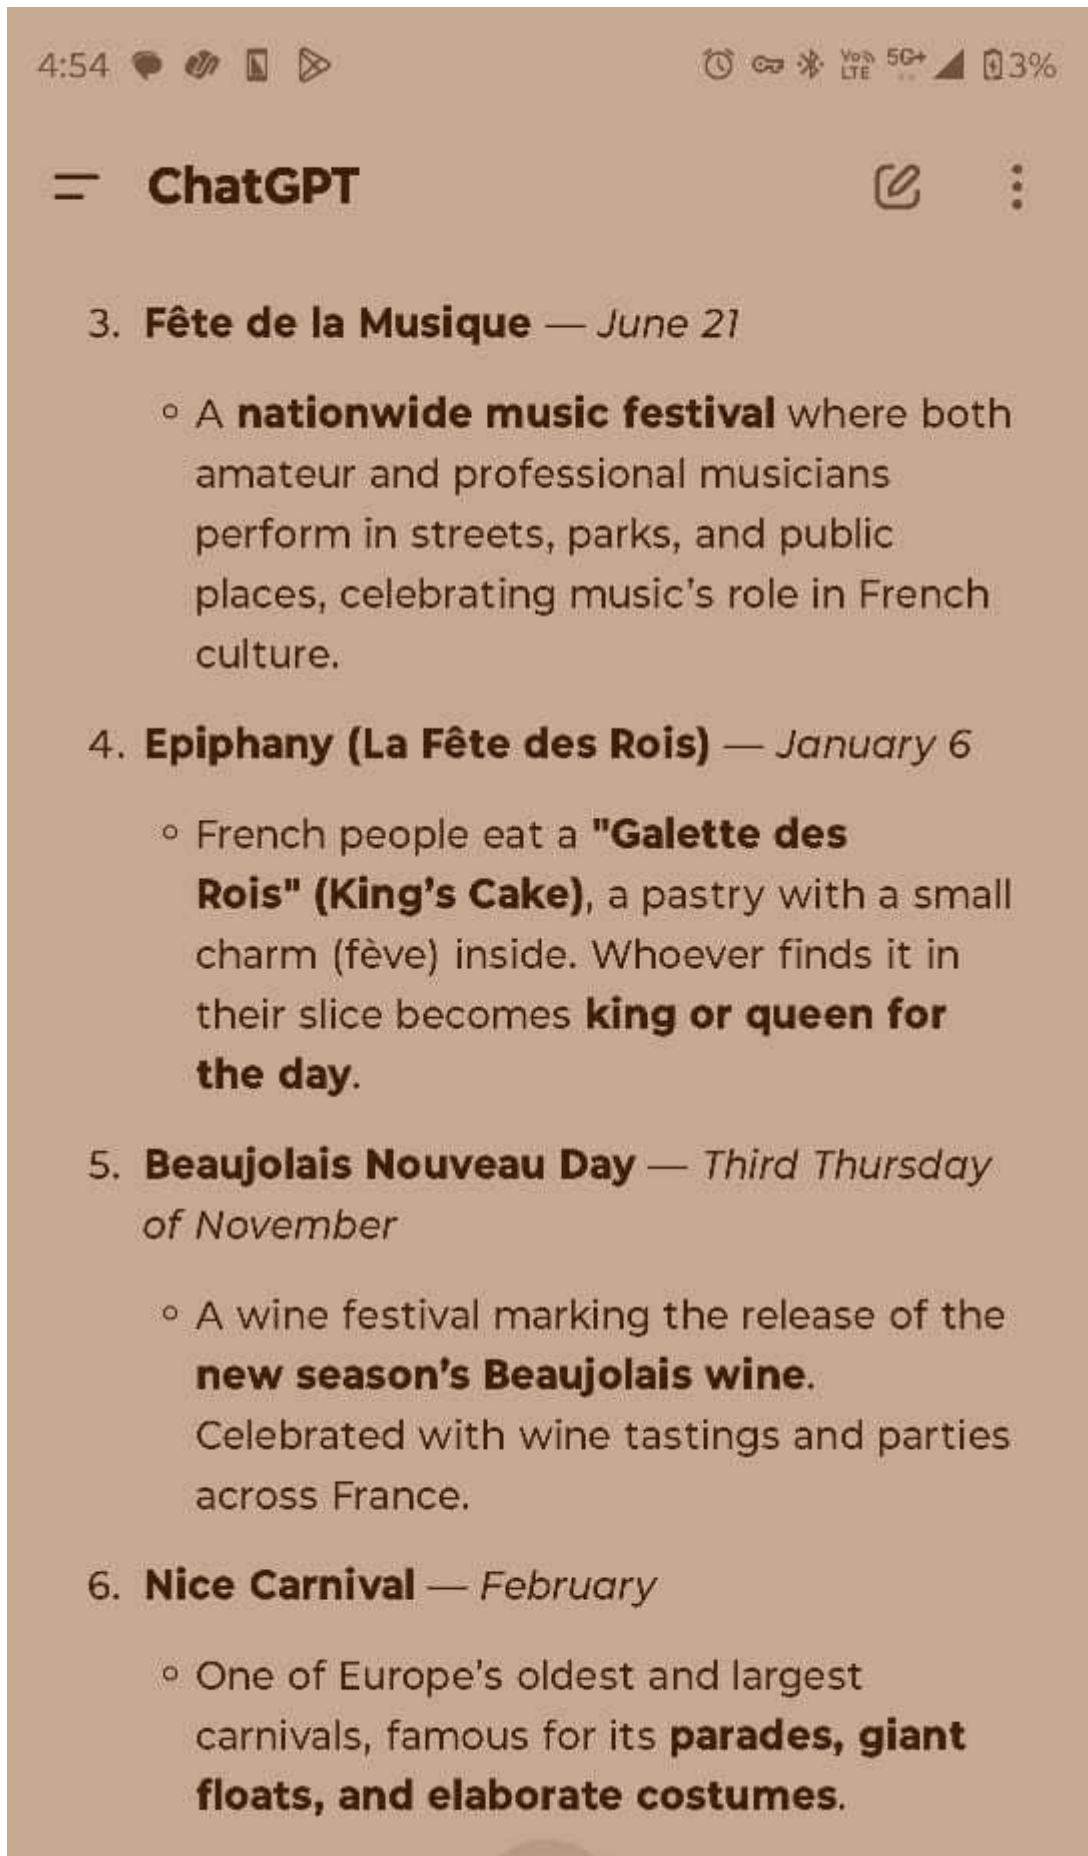 4:54 Vo) LTE 5G+ 3%
ChatGPT
3. Fête de la Musique — June 21
A nationwide music festival where both
amateur and professional musicians
perform in streets, parks, and public
places, celebrating music's role in French
culture.
4. Epiphany (La Fête des Rois) — January 6
French people eat a "Galette des
Rois" (King's Cake), a pastry with a small
charm (fève) inside. Whoever finds it in
their slice becomes king or queen for
the day.
5. Beaujolais Nouveau Day — Third Thursday
of November
A wine festival marking the release of the
new season's Beaujolais wine.
Celebrated with wine tastings and parties
across France.
6. Nice Carnival — February
One of Europe's oldest and largest
carnivals, famous for its parades, giant
floats, and elaborate costumes.